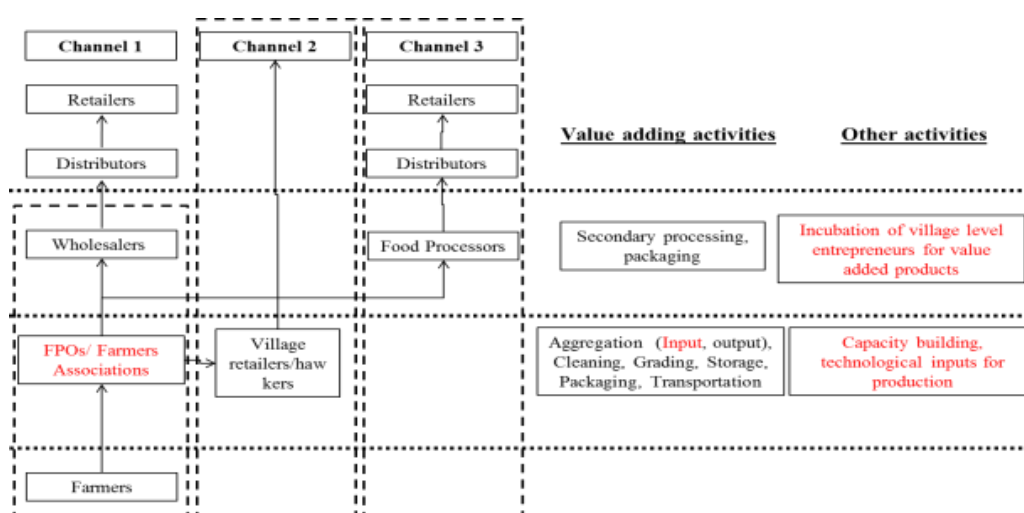 Channel 1
Channel 2
Channel 3
Retailers
Retailers
Value adding activities
Other activities
Distributors
Distributors
Wholesalers
Food Processors
Secondary processing,
packaging
Incubation of village level
entrepreneurs for value
added products
FPOs/ Farmers
Associations
Village
retailers/haw
kers
Aggregation (Input, output),
Cleaning, Grading, Storage,
Packaging, Transportation
Capacity building,
technological inputs for
production
Farmers